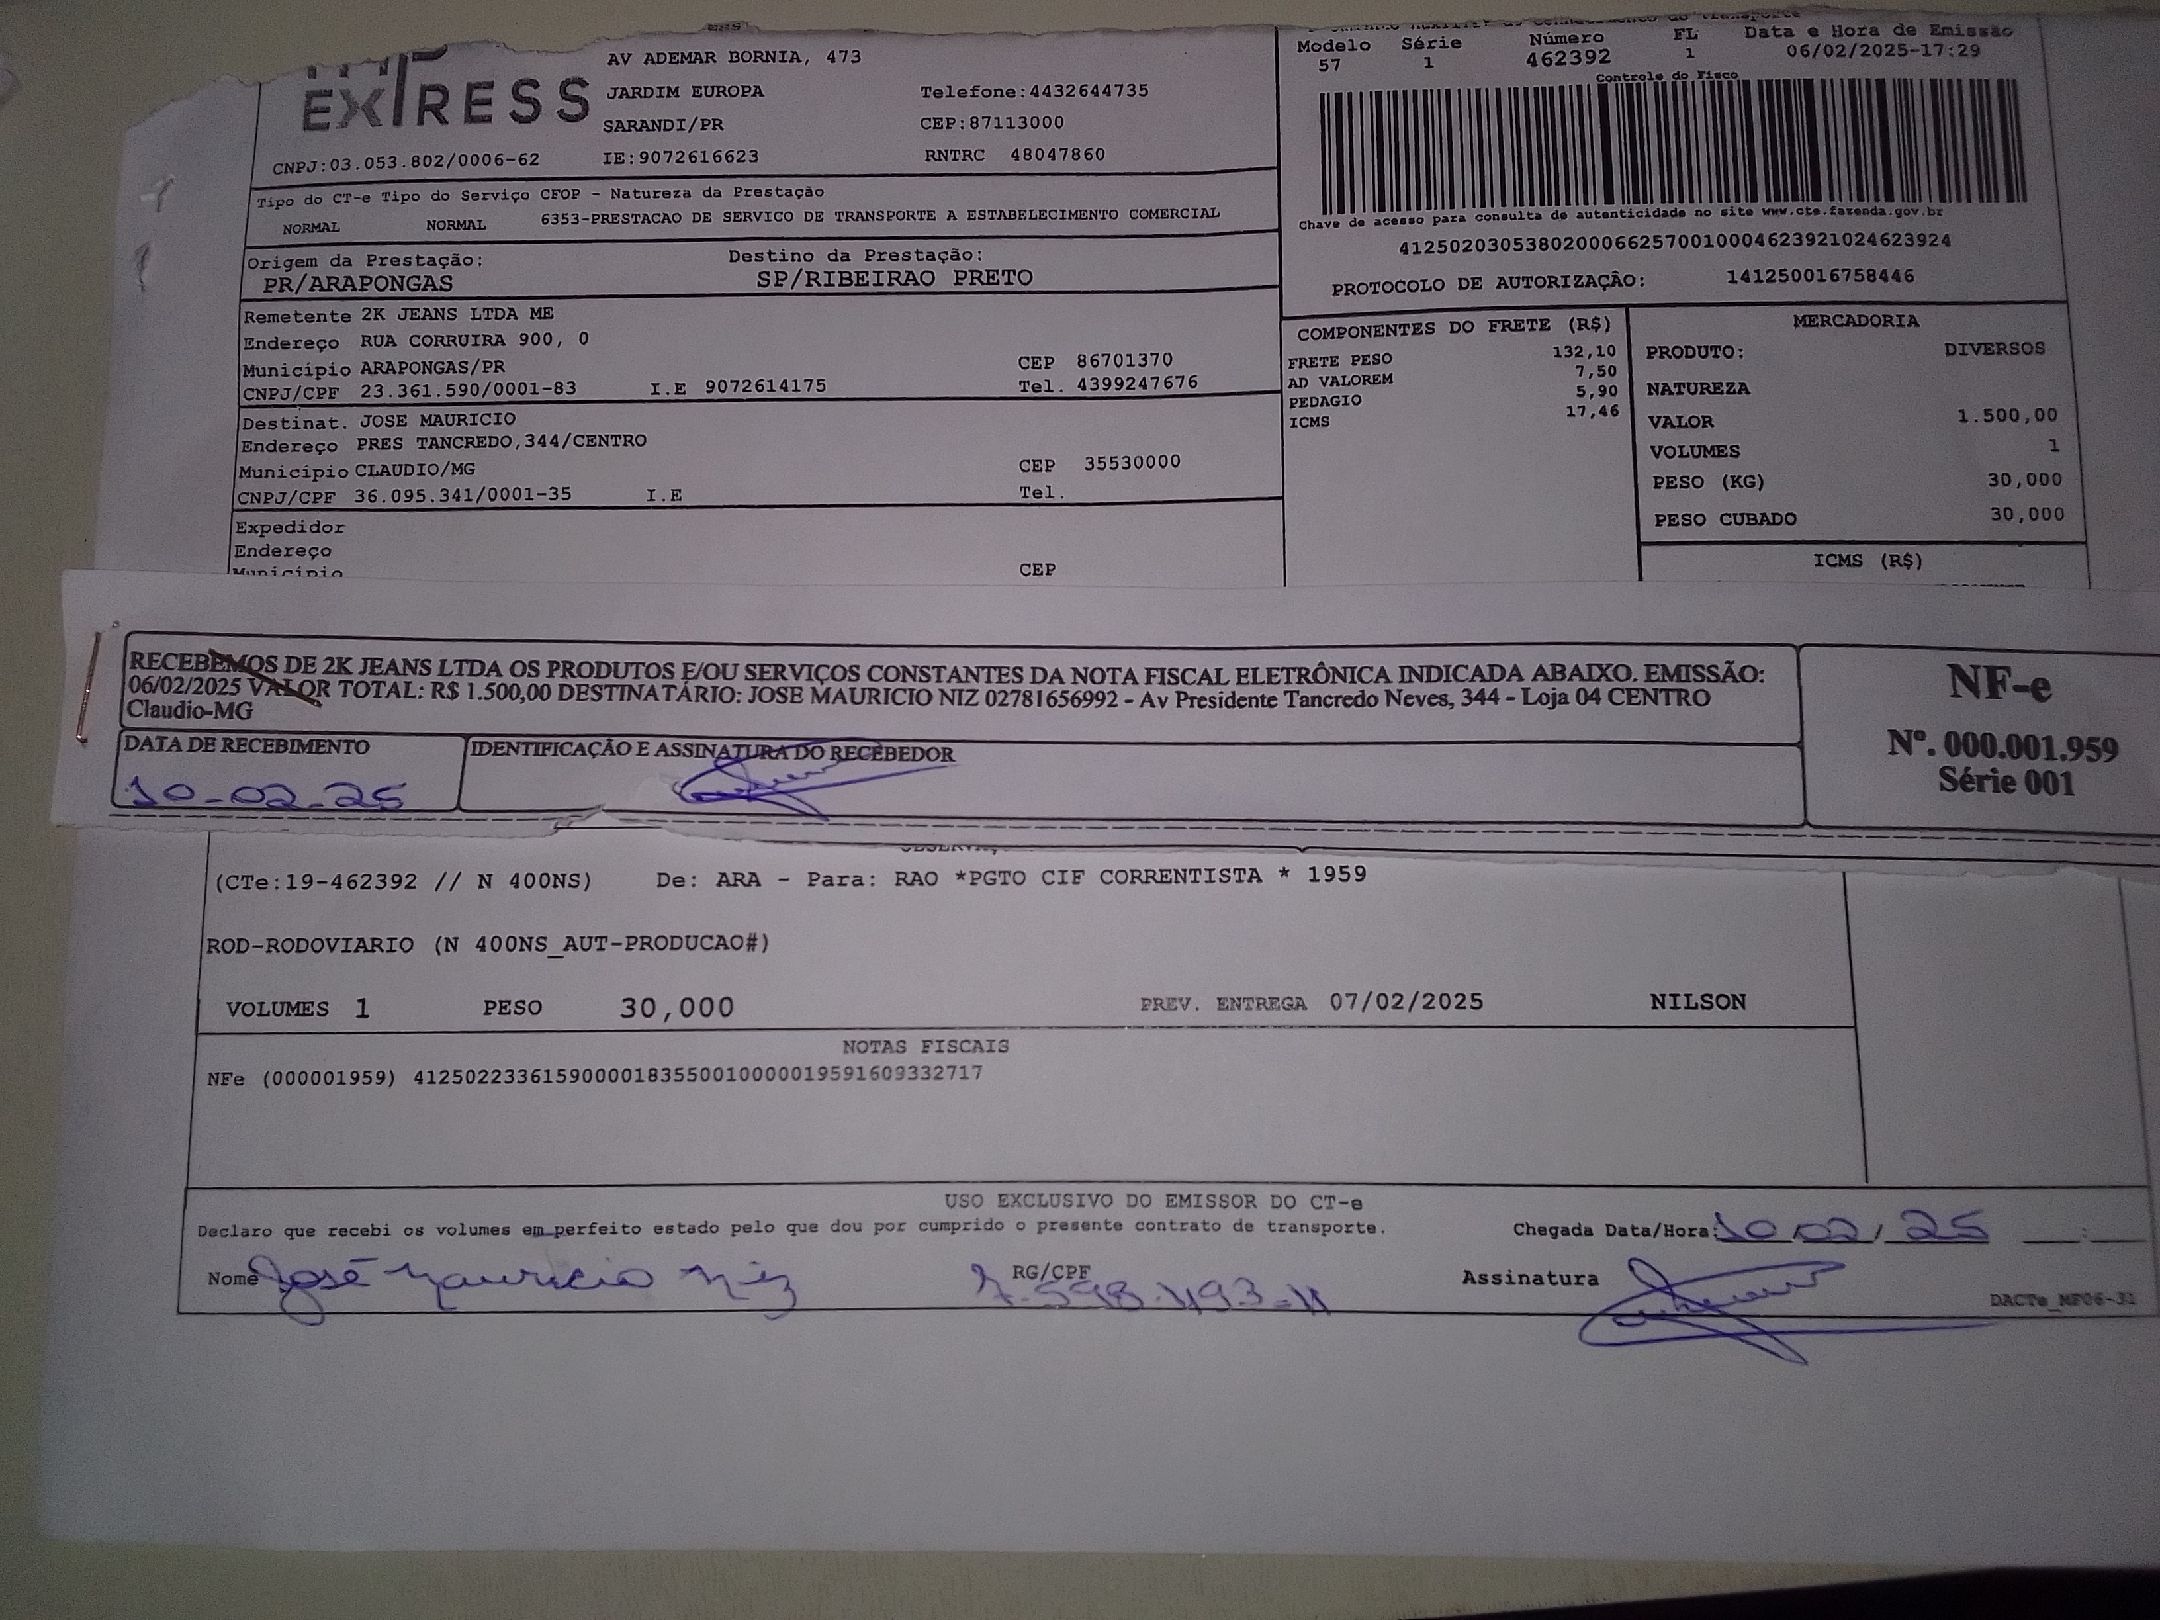 EXPRESS
AV ADEMAR BORNIA, 473
JARDIM EUROPA Telefone:4432644735
SARANDI/PR CEP:87113000
CNPJ:03.053.802/0006-62 IE:9072616623 RNTRC 48047860
Modelo Série Número FL Data e Hora de Emissão
57 1 462392 1 06/02/2025-17:29
Controle do Fisco
Chave de acesso para consulta de autenticidade no site www.cte.fazenda.gov.br
41250203053802000662570010004623921024623924
PROTOCOLO DE AUTORIZAÇÃO: 141250016758446
Tipo do CT-e Tipo do Serviço CFOP - Natureza da Prestação
NORMAL NORMAL 6353-PRESTACAO DE SERVICO DE TRANSPORTE A ESTABELECIMENTO COMERCIAL
Origem da Prestação: Destino da Prestação:
PR/ARAPONGAS SP/RIBEIRAO PRETO
Remetente 2K JEANS LTDA ME
Endereço RUA CORRUIRA 900, 0
Município ARAPONGAS/PR CEP 86701370
CNPJ/CPF 23.361.590/0001-83 I.E 9072614175 Tel. 4399247676
Destinat. JOSE MAURICIO
Endereço PRES TANCREDO,344/CENTRO
Município CLAUDIO/MG CEP 35530000
CNPJ/CPF 36.095.341/0001-35 I.E Tel.
Expedidor
Endereço
Município CEP
COMPONENTES DO FRETE (R$)
FRETE PESO 132,10
AD VALOREM 7,50
PEDAGIO 5,90
ICMS 17,46
MERCADORIA
PRODUTO: DIVERSOS
NATUREZA
VALOR 1.500,00
VOLUMES 1
PESO (KG) 30,000
PESO CUBADO 30,000
ICMS (R$)
RECEBEMOS DE 2K JEANS LTDA OS PRODUTOS E/OU SERVIÇOS CONSTANTES DA NOTA FISCAL ELETRÔNICA INDICADA ABAIXO. EMISSÃO:
06/02/2025 VALOR TOTAL: R$ 1.500,00 DESTINATÁRIO: JOSE MAURICIO NIZ 02781656992 - Av Presidente Tancredo Neves, 344 - Loja 04 CENTRO
Claudio-MG
DATA DE RECEBIMENTO IDENTIFICAÇÃO E ASSINATURA DO RECEBEDOR
10-02-25
NF-e
Nº. 000.001.959
Série 001
(CTe:19-462392 // N 400NS) De: ARA - Para: RAO *PGTO CIF CORRENTISTA * 1959
ROD-RODOVIARIO (N 400NS_AUT-PRODUCAO#)
VOLUMES 1 PESO 30,000 PREV. ENTREGA 07/02/2025 NILSON
NOTAS FISCAIS
NFe (000001959) 41250223361590000183550010000019591609332717
USO EXCLUSIVO DO EMISSOR DO CT-e
Declaro que recebi os volumes em perfeito estado pelo que dou por cumprido o presente contrato de transporte. Chegada Data/Hora: 10/02/25
Nome José Mauricio Niz RG/CPF Assinatura
DACTe_MF06-31